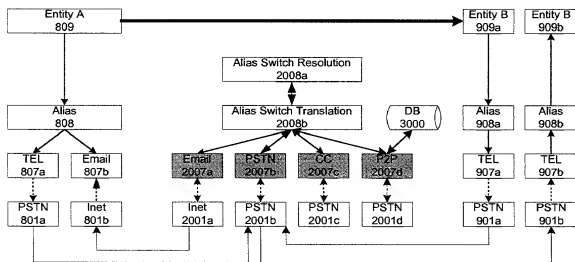 Entity A
809
Entity B
909a
Entity B
909b
Alias Switch Resolution
2008a
Alias
808
Alias Switch Translation
2008b
DB
3000
Alias
908a
Alias
908b
TEL
807a
Email
807b
Email
2007a
PSTN
2007b
CC
2007c
P2P
2007d
TEL
907a
TEL
907b
PSTN
801a
Inet
801b
Inet
2001a
PSTN
2001b
PSTN
2001c
PSTN
2001d
PSTN
901a
PSTN
901b